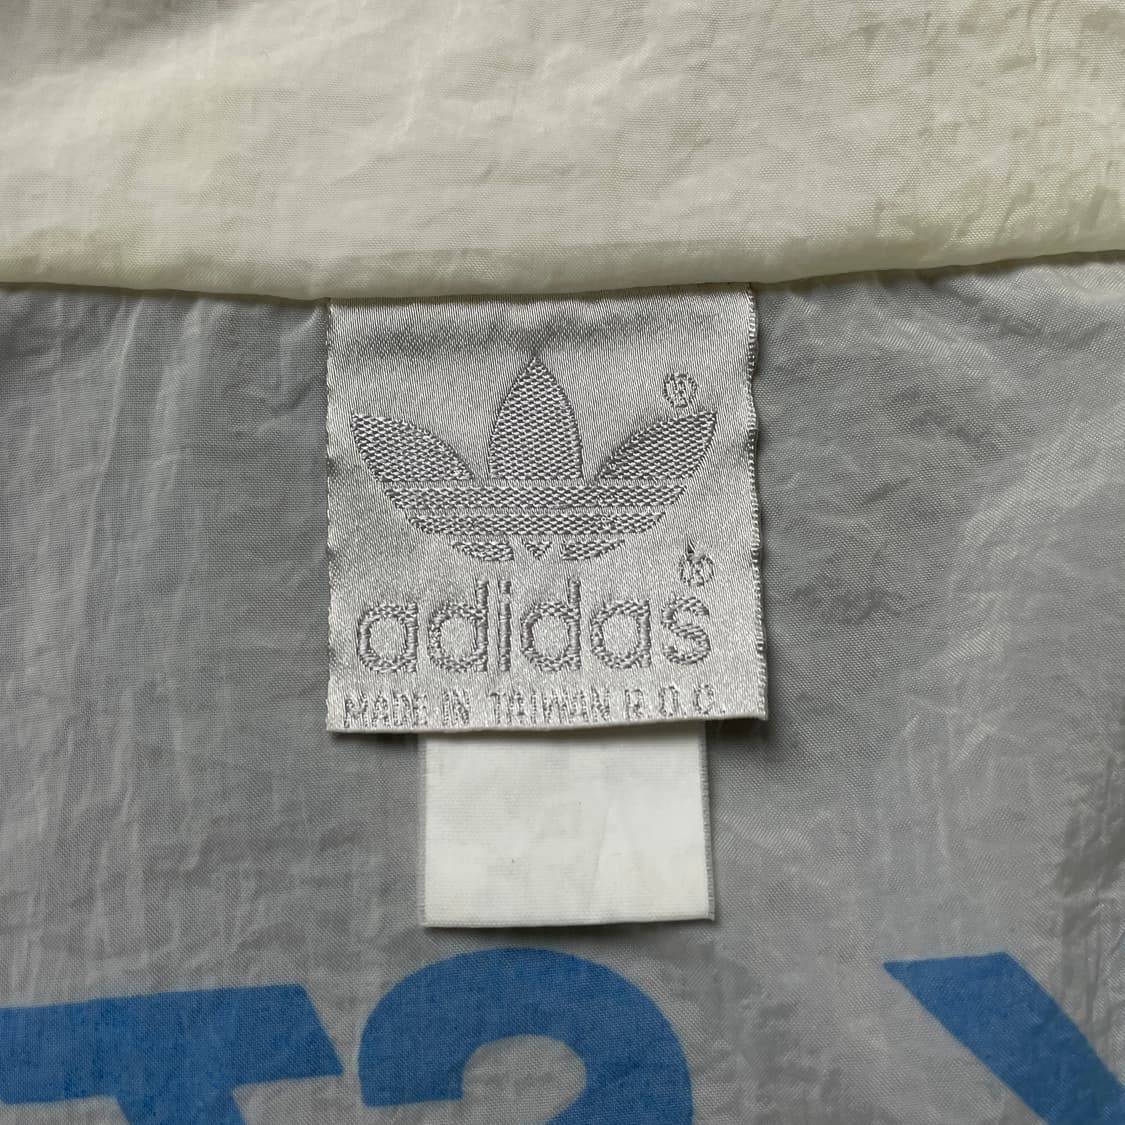 ®
®
adidas
MADE IN TAIWAN R.O.C